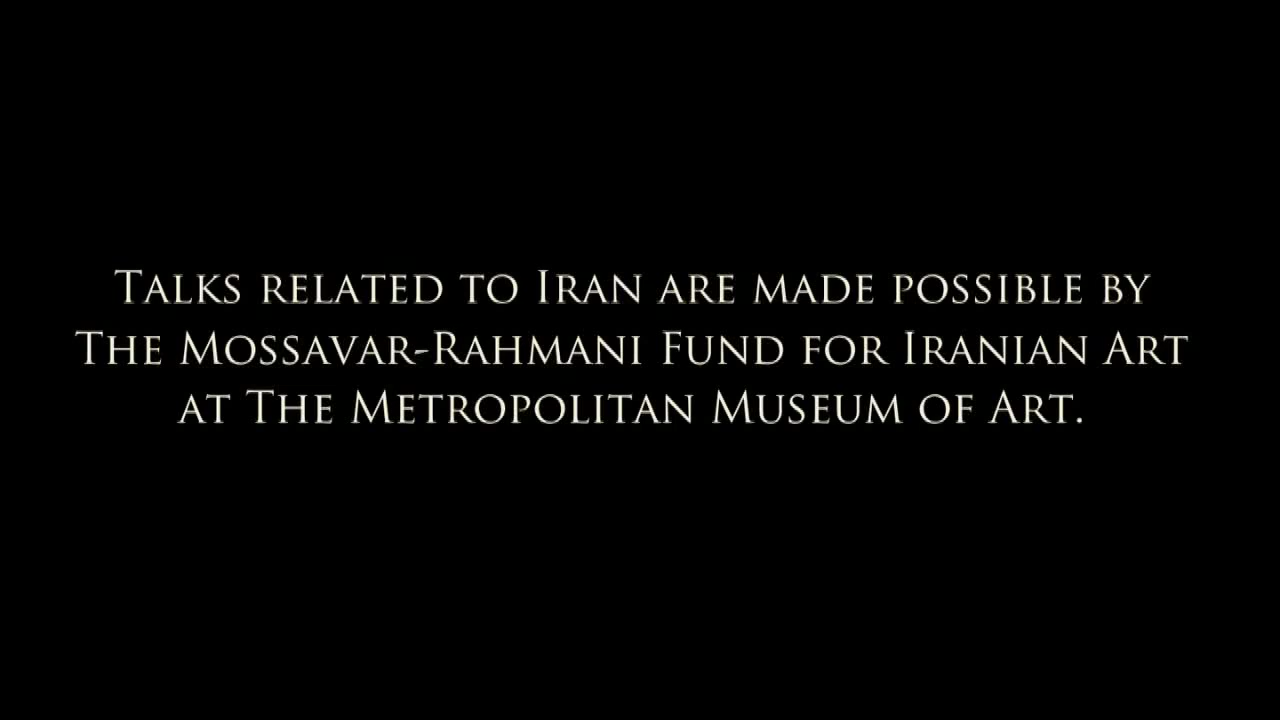 Talks related to Iran are made possible by
The Mossavar-Rahmani Fund for Iranian Art
at The Metropolitan Museum of Art.